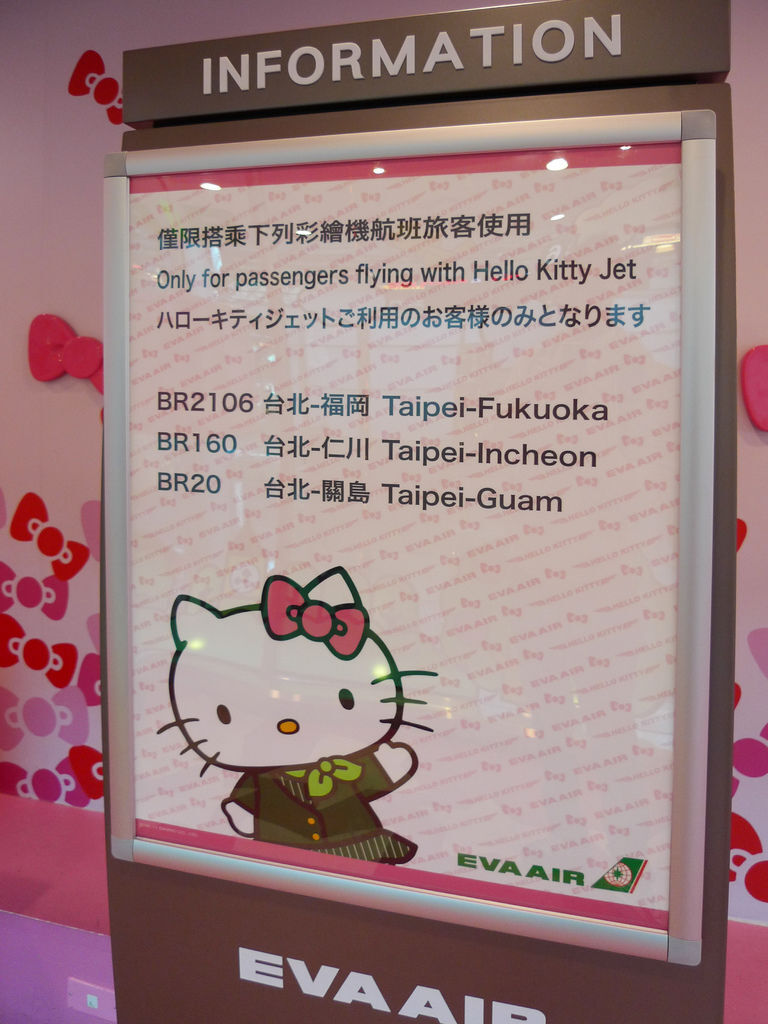 INFORMATION
僅限搭乘下列彩繪機航班旅客使用
Only for passengers flying with Hello Kitty Jet
ハローキティジェットご利用のお客様のみとなります
BR2106 台北-福岡 Taipei-Fukuoka
BR160 台北-仁川 Taipei-Incheon
BR20 台北-關島 Taipei-Guam
EVA AIR
EVA AIR